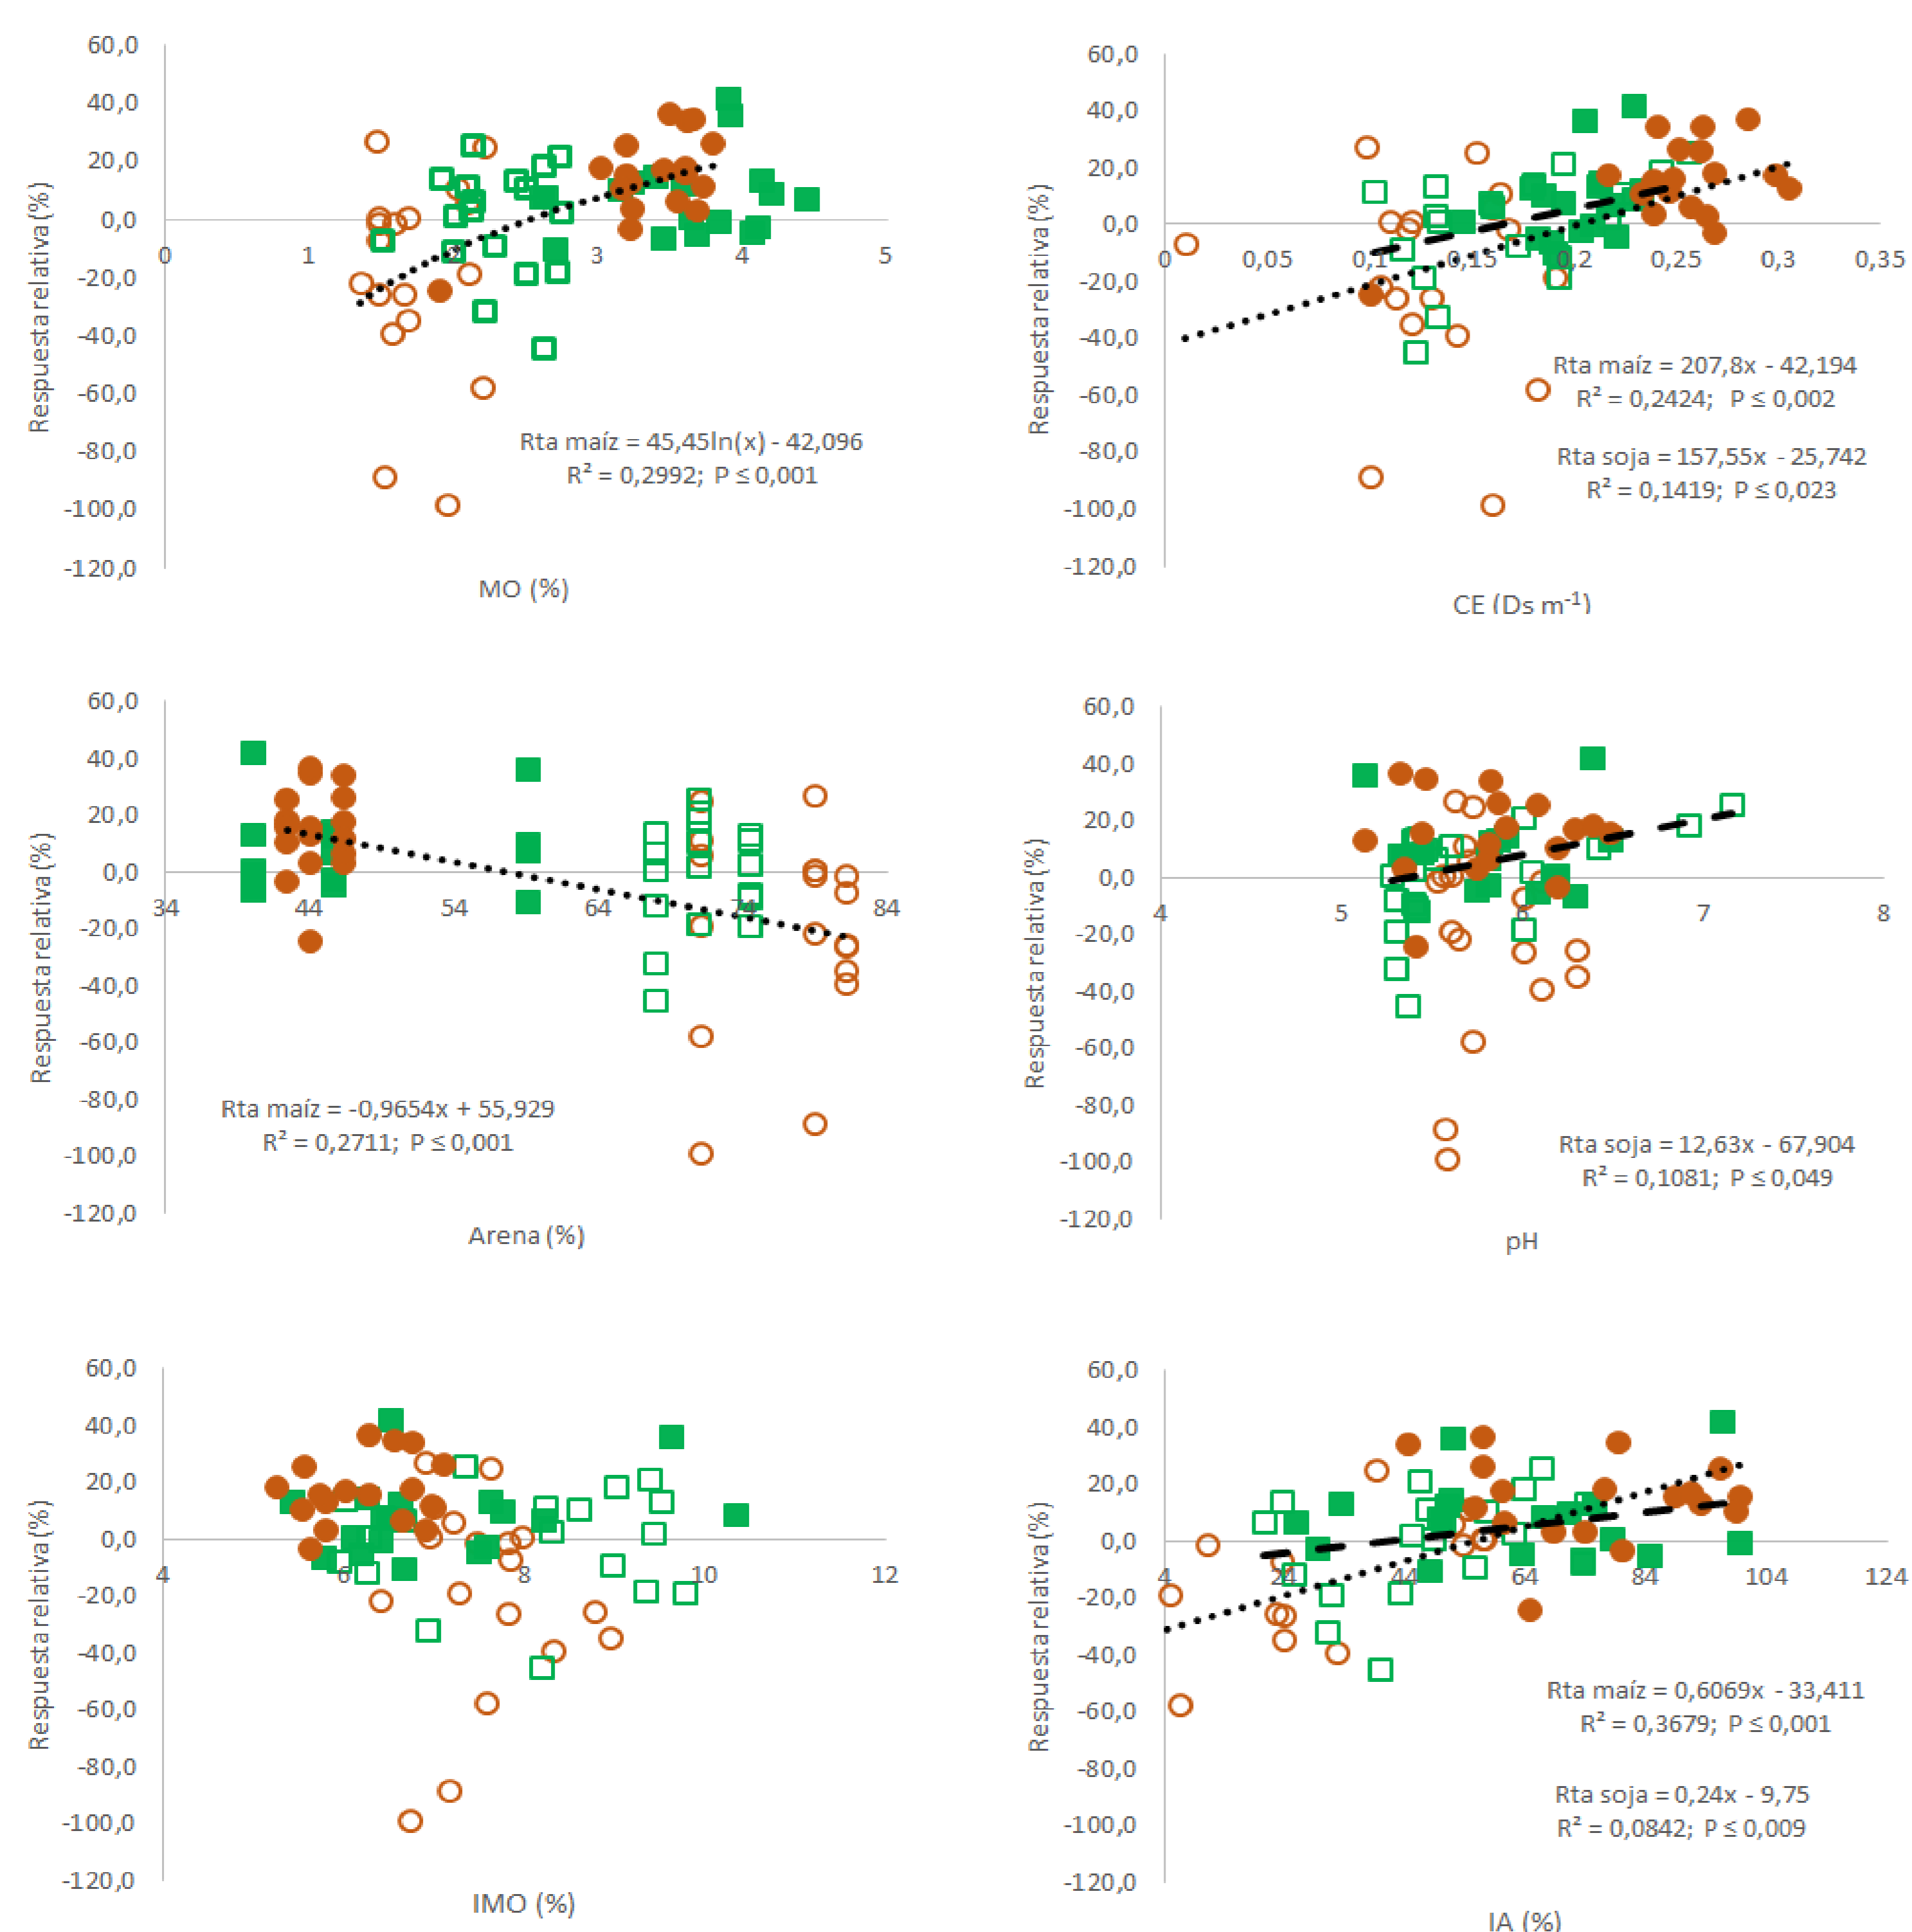 60,0
40,0
20,0
0,0
-20,0
-40,0
-60,0
-80,0
-100,0
-120,0
0 1 2 3 4 5
Respuesta relativa (%)
MO (%)
Rta maíz = 45,45ln(x) - 42,096
R² = 0,2992; P ≤ 0,001
60,0
40,0
20,0
0,0
-20,0
-40,0
-60,0
-80,0
-100,0
-120,0
0 0,05 0,1 0,15 0,2 0,25 0,3 0,35
Respuesta relativa (%)
CE (Ds m⁻¹)
Rta maíz = 207,8x - 42,194
R² = 0,2424; P ≤ 0,002
Rta soja = 157,55x - 25,742
R² = 0,1419; P ≤ 0,023
60,0
40,0
20,0
0,0
-20,0
-40,0
-60,0
-80,0
-100,0
-120,0
34 44 54 64 74 84
Respuesta relativa (%)
Arena (%)
Rta maíz = -0,9654x + 55,929
R² = 0,2711; P ≤ 0,001
60,0
40,0
20,0
0,0
-20,0
-40,0
-60,0
-80,0
-100,0
-120,0
4 5 6 7 8
Respuesta relativa (%)
pH
Rta soja = 12,63x - 67,904
R² = 0,1081; P ≤ 0,049
60,0
40,0
20,0
0,0
-20,0
-40,0
-60,0
-80,0
-100,0
-120,0
4 6 8 10 12
Respuesta relativa (%)
IMO (%)
60,0
40,0
20,0
0,0
-20,0
-40,0
-60,0
-80,0
-100,0
-120,0
4 24 44 64 84 104 124
Respuesta relativa (%)
IA (%)
Rta maíz = 0,6069x - 33,411
R² = 0,3679; P ≤ 0,001
Rta soja = 0,24x - 9,75
R² = 0,0842; P ≤ 0,009